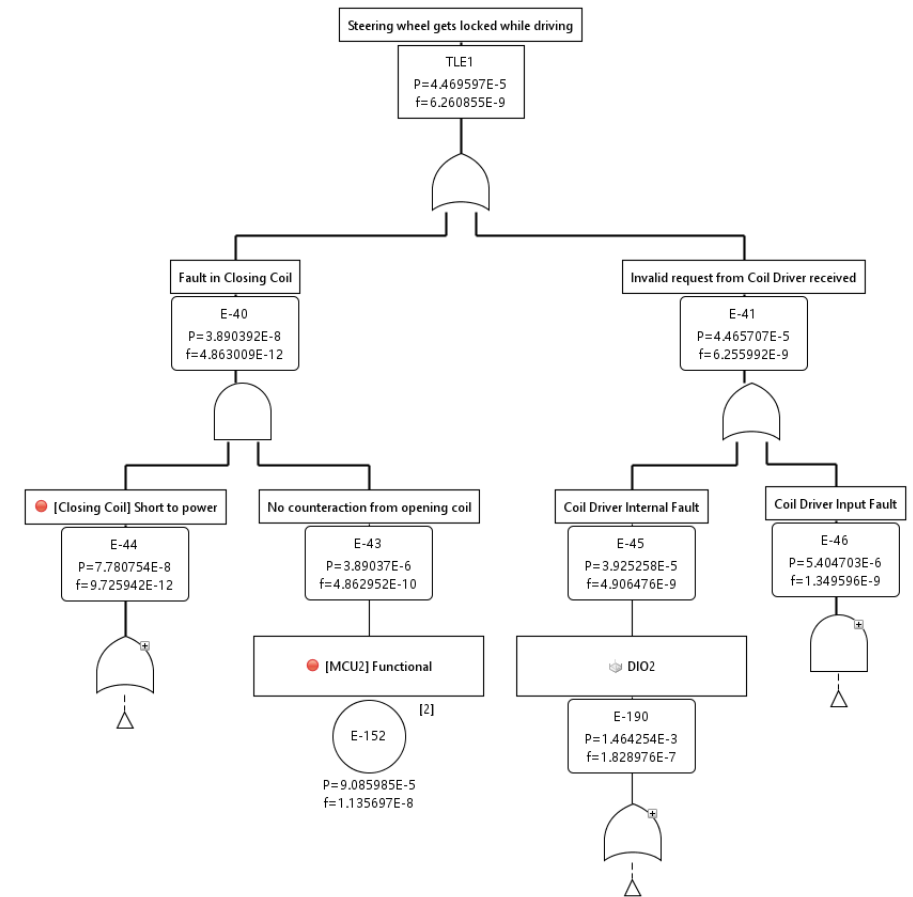 Steering wheel gets locked while driving
TLE1
P=4.469597E-5
f=6.260855E-9
Fault in Closing Coil
E-40
P=3.890392E-8
f=4.863009E-12
Invalid request from Coil Driver received
E-41
P=4.465707E-5
f=6.255992E-9
[Closing Coil] Short to power
E-44
P=7.780754E-8
f=9.725942E-12
No counteraction from opening coil
E-43
P=3.89037E-6
f=4.862952E-10
[MCU2] Functional
[2]
E-152
P=9.085985E-5
f=1.135697E-8
Coil Driver Internal Fault
E-45
P=3.925258E-5
f=4.906476E-9
DIO2
E-190
P=1.464254E-3
f=1.828976E-7
Coil Driver Input Fault
E-46
P=5.404703E-6
f=1.349596E-9